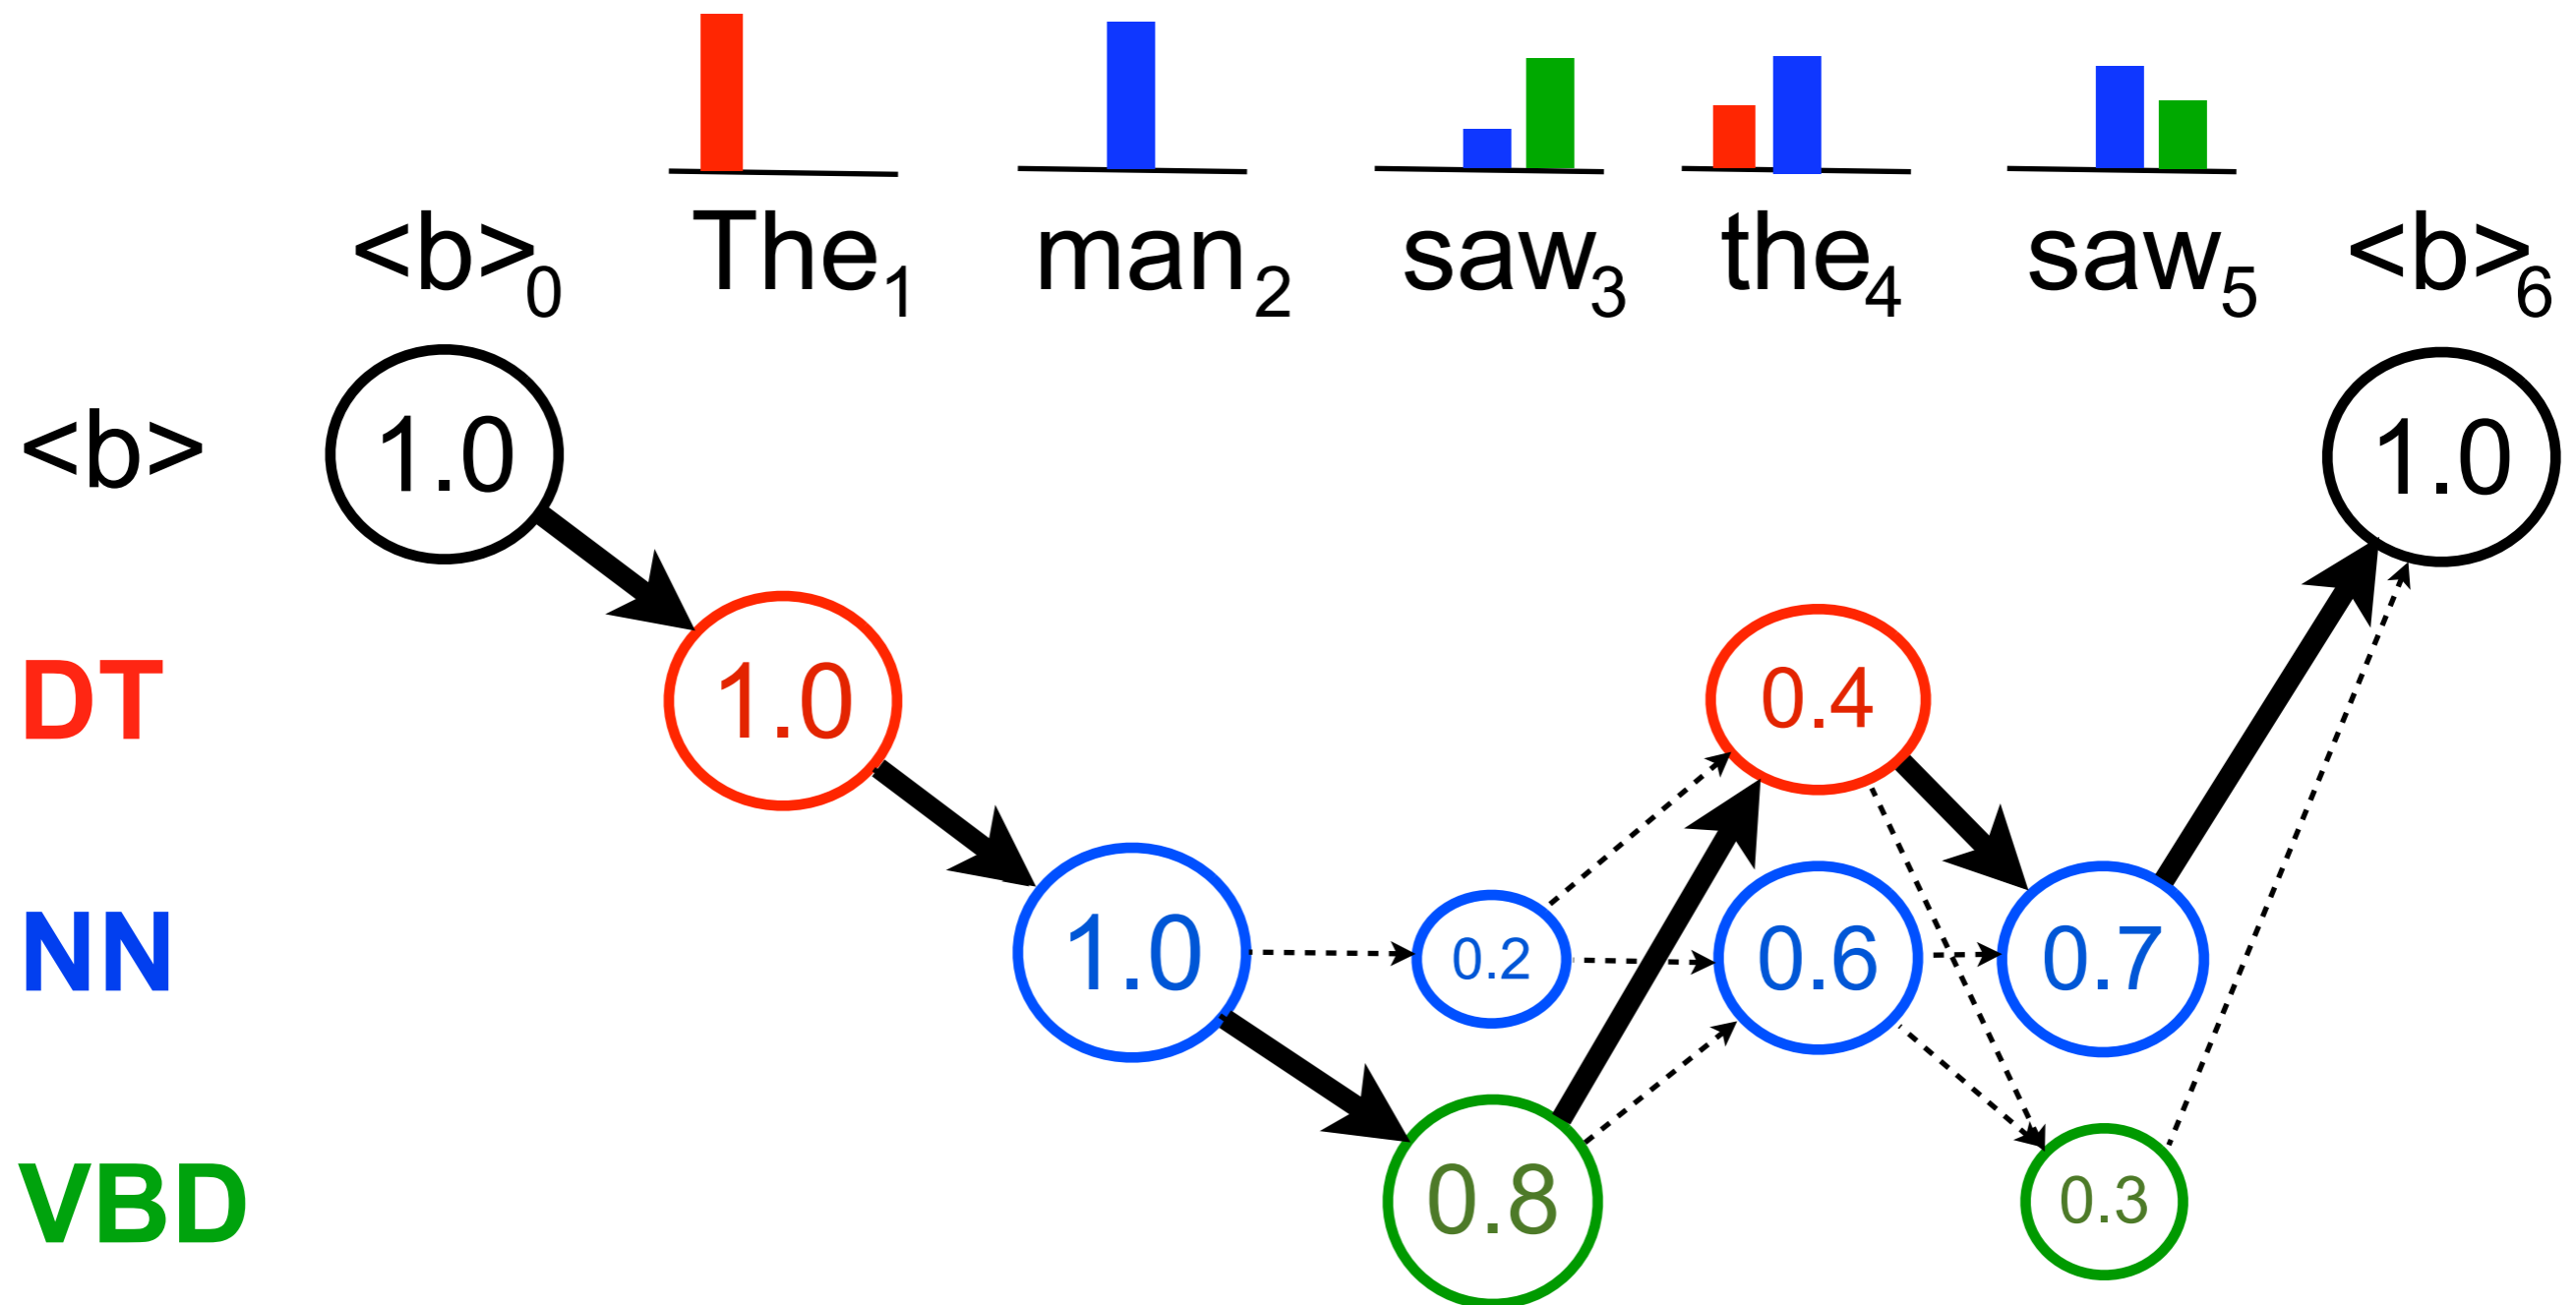 <b>0 The1 man2 saw3 the4 saw5 <b>6
<b> 1.0 1.0
DT 1.0 0.4
NN 1.0 0.2 0.6 0.7
VBD 0.8 0.3